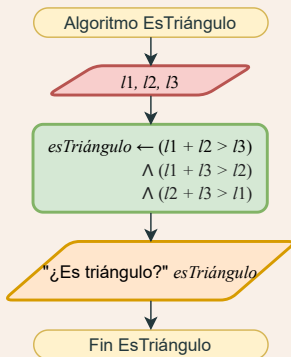 Algoritmo EsTriángulo
l1, l2, l3
esTriángulo ← (l1 + l2 > l3)
∧ (l1 + l3 > l2)
∧ (l2 + l3 > l1)
"¿Es triángulo?" esTriángulo
Fin EsTriángulo